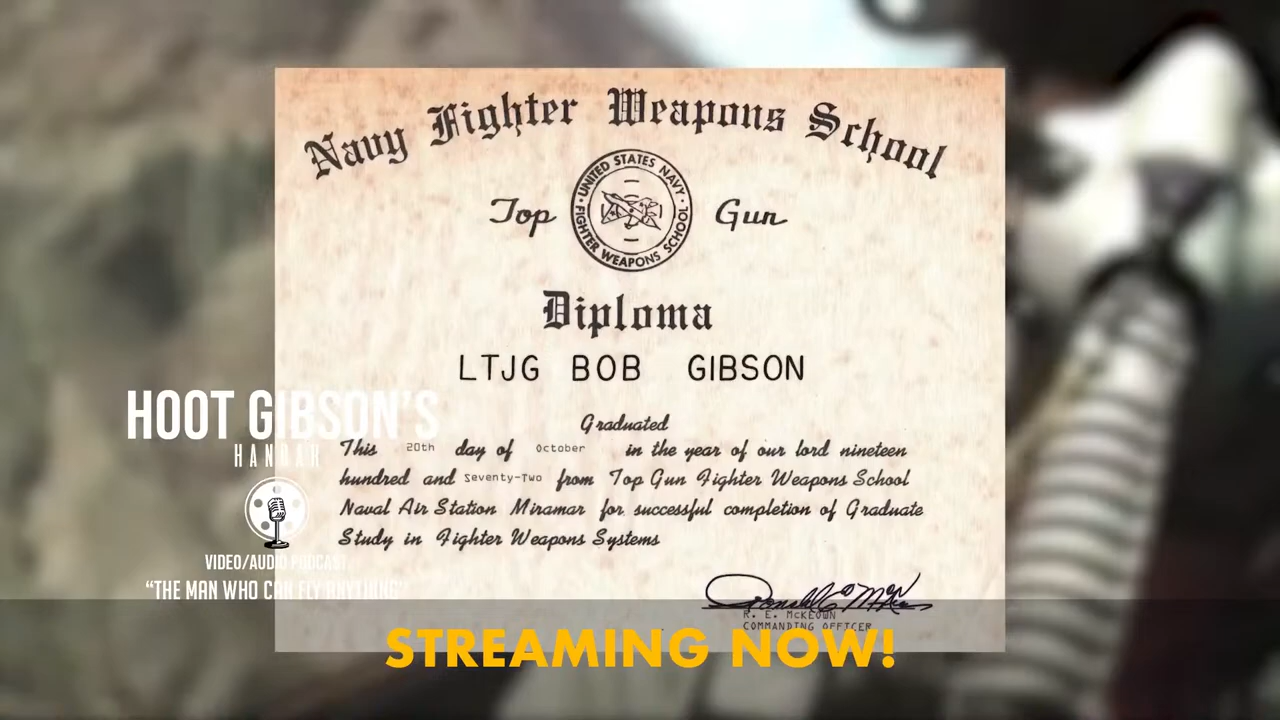 Navy Fighter Weapons School
Top Gun
UNITED STATES NAVY
FIGHTER WEAPONS SCHOOL
Diploma
LTJG BOB GIBSON
Graduated
This 20th day of October in the year of our lord nineteen
hundred and Seventy-Two from Top Gun Fighter Weapons School
Naval Air Station Miramar for successful completion of Graduate
Study in Fighter Weapons Systems
R. E. McKEOWN
COMMANDING OFFICER
HOOT GIBSON'S
HANGAR
VIDEO/AUDIO PODCAST
“THE MAN WHO CAN FLY ANYTHING”
STREAMING NOW!